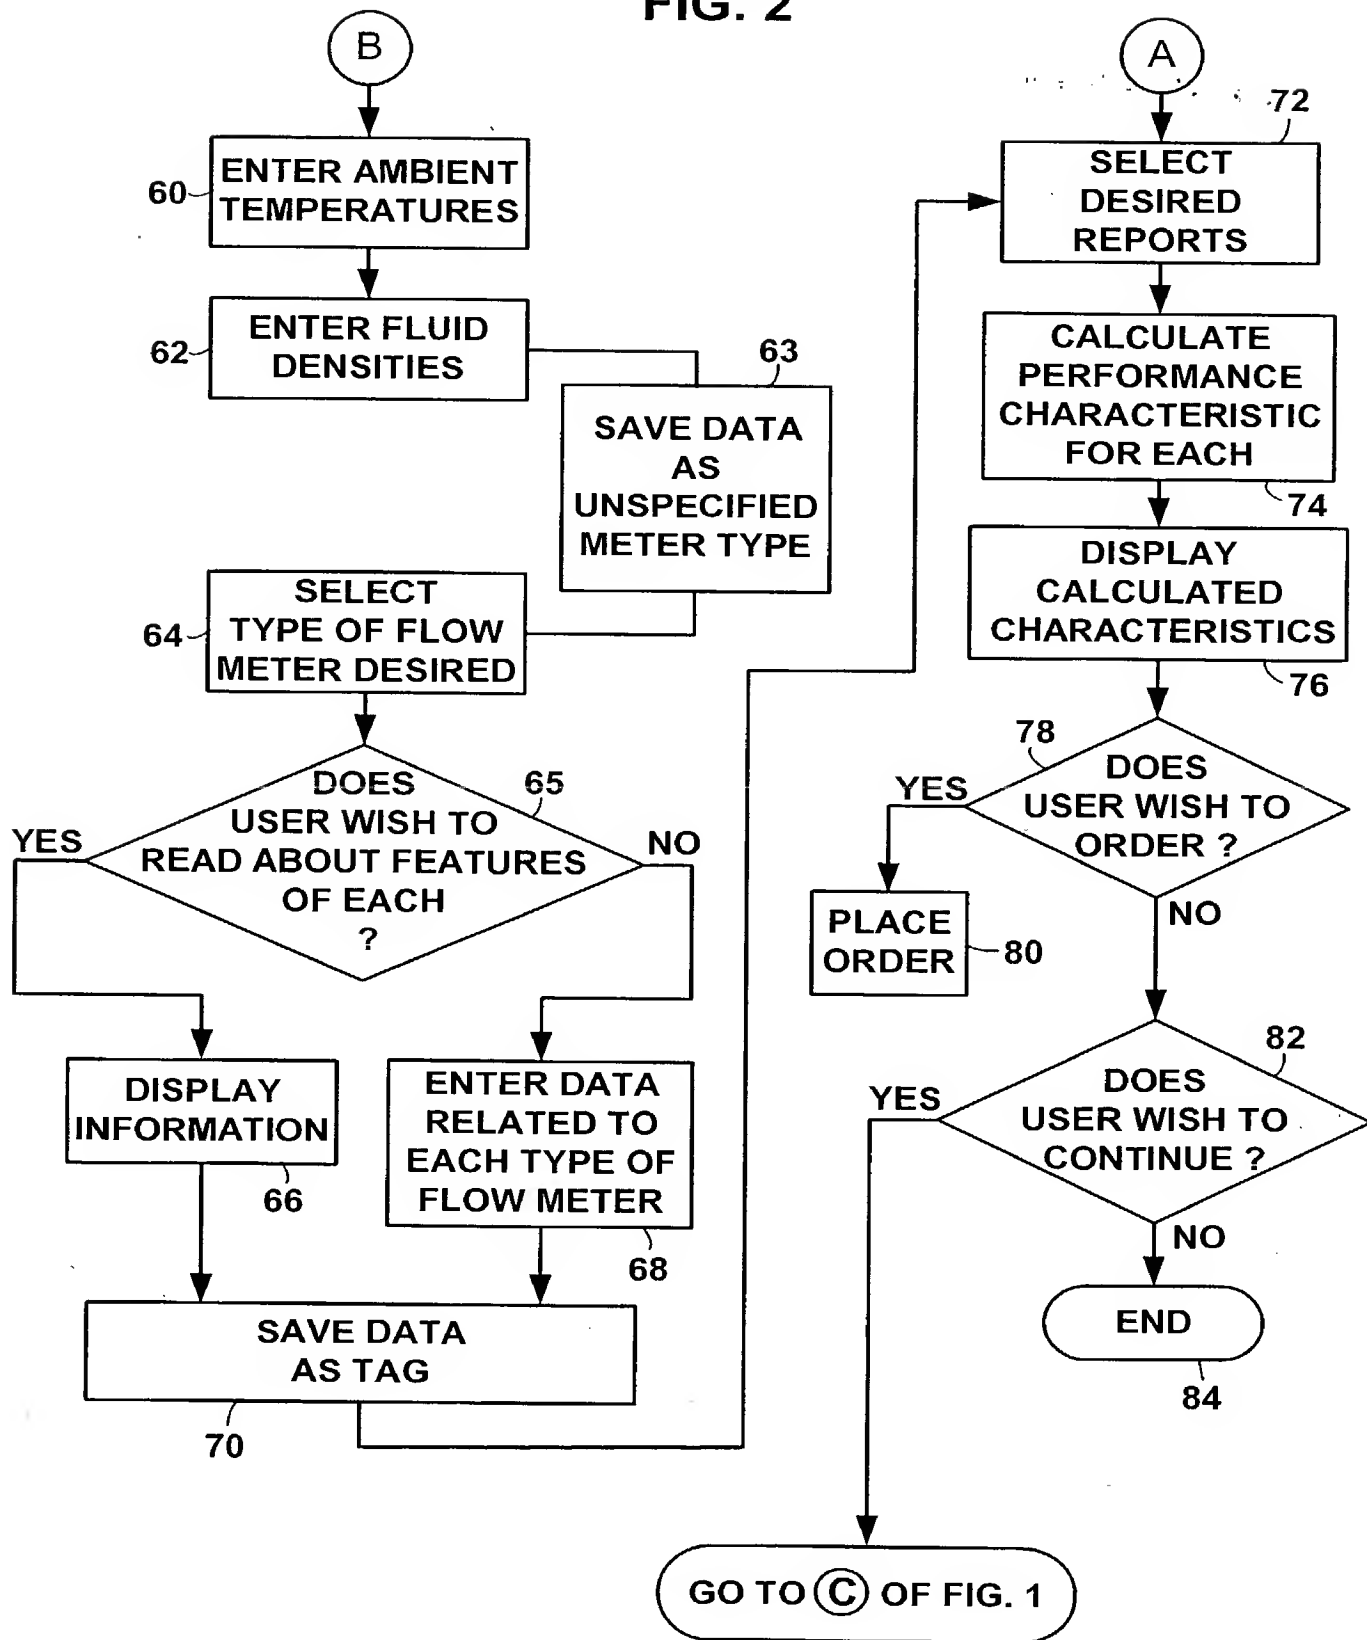 FIG. 2
B
ENTER AMBIENT
TEMPERATURES
60
ENTER FLUID
DENSITIES
62
63
SAVE DATA
AS
UNSPECIFIED
METER TYPE
SELECT
TYPE OF FLOW
METER DESIRED
64
DOES
USER WISH TO
READ ABOUT FEATURES
OF EACH
?
65
YES
NO
DISPLAY
INFORMATION
66
ENTER DATA
RELATED TO
EACH TYPE OF
FLOW METER
68
SAVE DATA
AS TAG
70
A
72
SELECT
DESIRED
REPORTS
CALCULATE
PERFORMANCE
CHARACTERISTIC
FOR EACH
74
DISPLAY
CALCULATED
CHARACTERISTICS
76
78
DOES
USER WISH TO
ORDER ?
YES
NO
PLACE
ORDER
80
82
DOES
USER WISH TO
CONTINUE ?
YES
NO
END
84
GO TO C OF FIG. 1